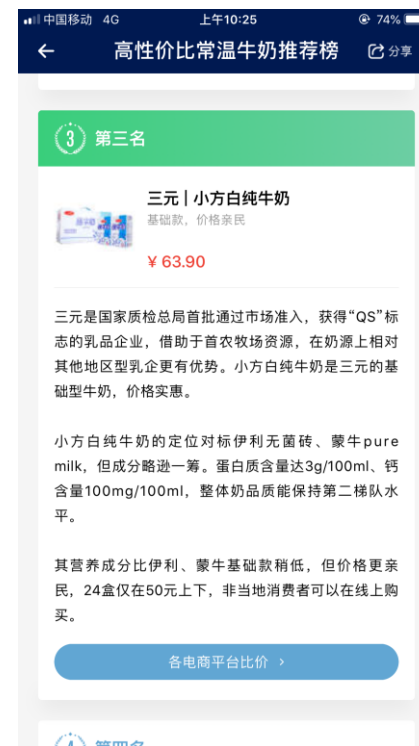 中国移动 4G 上午10:25 74%
高性价比常温牛奶推荐榜 分享
3 第三名
三元 | 小方白纯牛奶
基础款，价格亲民
¥ 63.90
三元是国家质检总局首批通过市场准入，获得“QS”标
志的乳品企业，借助于首农牧场资源，在奶源上相对
其他地区型乳企更有优势。小方白纯牛奶是三元的基
础型牛奶，价格实惠。
小方白纯牛奶的定位对标伊利无菌砖、蒙牛pure
milk，但成分略逊一筹。蛋白质含量达3g/100ml、钙
含量100mg/100ml，整体奶品质能保持第二梯队水
平。
其营养成分比伊利、蒙牛基础款稍低，但价格更亲
民，24盒仅在50元上下，非当地消费者可以在线上购
买。
各电商平台比价 >
4 第四名